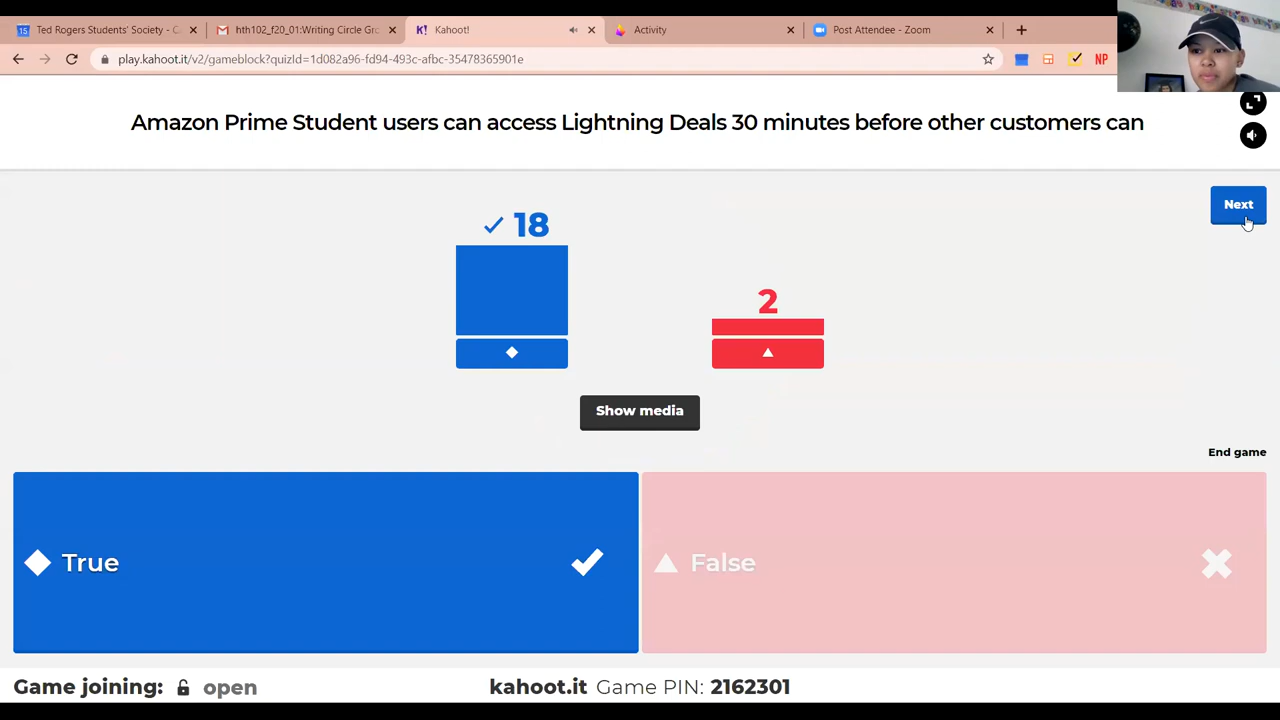 Ted Rogers Students' Society - C
hth102_f20_01:Writing Circle Gr
Kahoot!
Activity
Post Attendee - Zoom
play.kahoot.it/v2/gameblock?quizId=1d082a96-fd94-493c-afbc-35478365901e
NP
Amazon Prime Student users can access Lightning Deals 30 minutes before other customers can
Next
18
2
Show media
End game
True
False
Game joining: open
kahoot.it Game PIN: 2162301